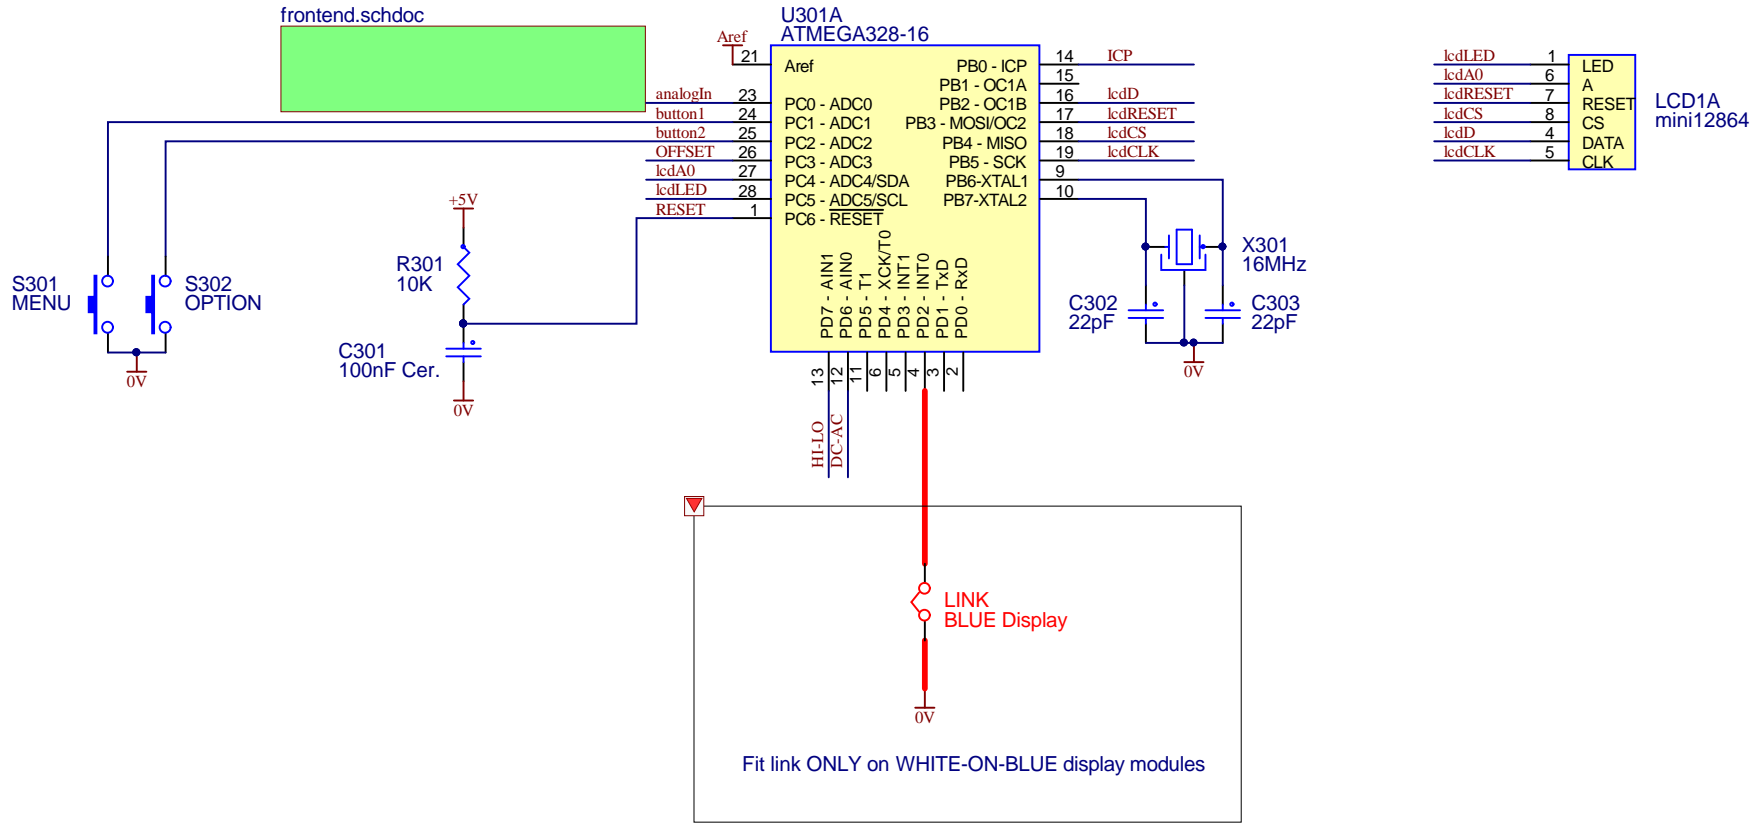 frontend.schdoc
U301A
ATMEGA328-16
Aref
21
Aref
analogIn
23
PC0 - ADC0
button1
24
PC1 - ADC1
button2
25
PC2 - ADC2
OFFSET
26
PC3 - ADC3
lcdA0
27
PC4 - ADC4/SDA
lcdLED
28
PC5 - ADC5/SCL
RESET
1
PC6 - RESET
PB0 - ICP
14
ICP
PB1 - OC1A
15
PB2 - OC1B
16
lcdD
PB3 - MOSI/OC2
17
lcdRESET
PB4 - MISO
18
lcdCS
PB5 - SCK
19
lcdCLK
PB6-XTAL1
9
PB7-XTAL2
10
PD7 - AIN1
PD6 - AIN0
PD5 - T1
PD4 - XCK/T0
PD3 - INT1
PD2 - INT0
PD1 - TxD
PD0 - RxD
13
12
11
6
5
4
3
2
HI-LO
DC-AC
lcdLED
1
LED
lcdA0
6
A
lcdRESET
7
RESET
lcdCS
8
CS
lcdD
4
DATA
lcdCLK
5
CLK
LCD1A
mini12864
S301
MENU
S302
OPTION
0V
+5V
R301
10K
C301
100nF Cer.
0V
X301
16MHz
C302
22pF
C303
22pF
0V
LINK
BLUE Display
0V
Fit link ONLY on WHITE-ON-BLUE display modules